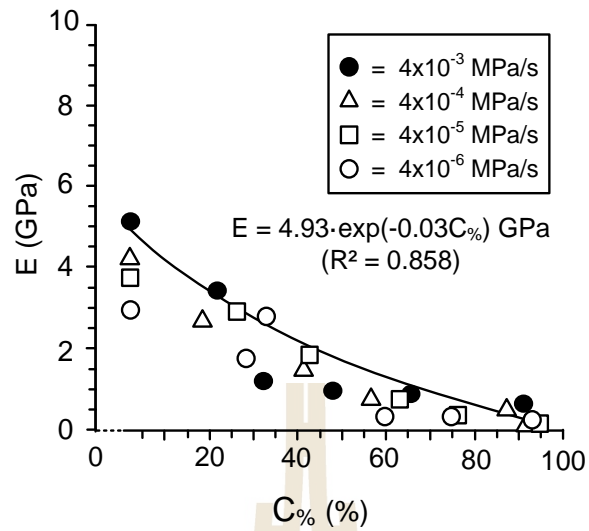 10
8
6
4
2
0
E (GPa)
= 4x10⁻³ MPa/s
= 4x10⁻⁴ MPa/s
= 4x10⁻⁵ MPa/s
= 4x10⁻⁶ MPa/s
E = 4.93·exp(-0.03C%) GPa
(R² = 0.858)
0 20 40 60 80 100
C% (%)